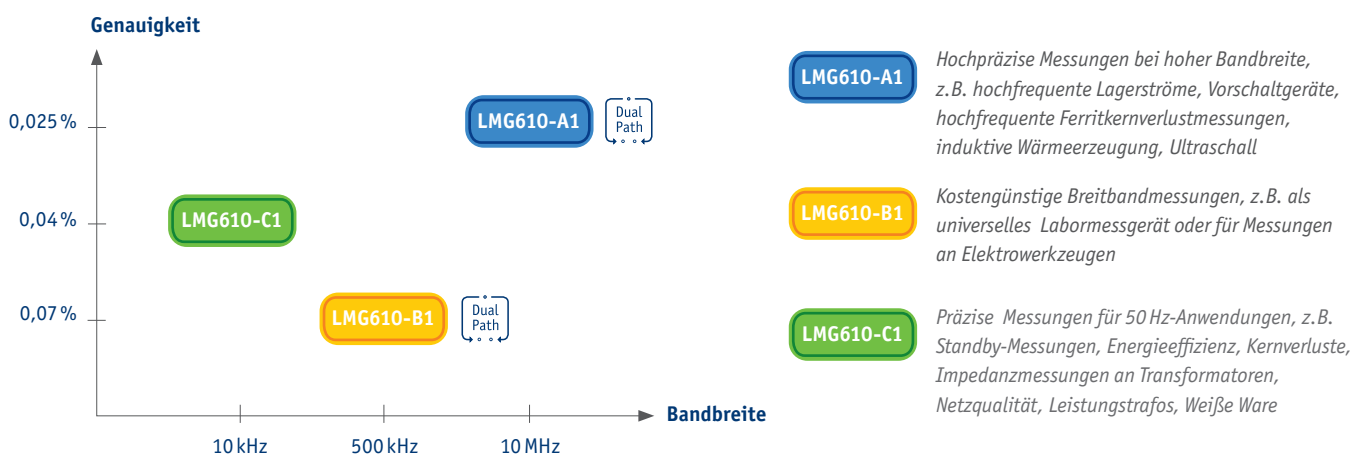 Genauigkeit
0,025 %
0,04 %
0,07 %
LMG610-A1
Dual
Path
LMG610-C1
LMG610-B1
Dual
Path
Bandbreite
10 kHz
500 kHz
10 MHz
LMG610-A1
Hochpräzise Messungen bei hoher Bandbreite,
z.B. hochfrequente Lagerströme, Vorschaltgeräte,
hochfrequente Ferritkernverlustmessungen,
induktive Wärmeerzeugung, Ultraschall
LMG610-B1
Kostengünstige Breitbandmessungen, z.B. als
universelles Labormessgerät oder für Messungen
an Elektrowerkzeugen
LMG610-C1
Präzise Messungen für 50 Hz-Anwendungen, z.B.
Standby-Messungen, Energieeffizienz, Kernverluste,
Impedanzmessungen an Transformatoren,
Netzqualität, Leistungstrafos, Weiße Ware